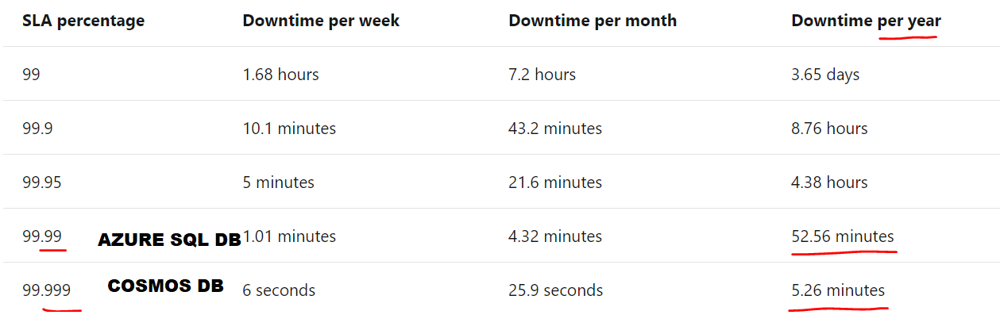 SLA percentage Downtime per week Downtime per month Downtime per year
99 1.68 hours 7.2 hours 3.65 days
99.9 10.1 minutes 43.2 minutes 8.76 hours
99.95 5 minutes 21.6 minutes 4.38 hours
99.99 AZURE SQL DB 1.01 minutes 4.32 minutes 52.56 minutes
99.999 COSMOS DB 6 seconds 25.9 seconds 5.26 minutes